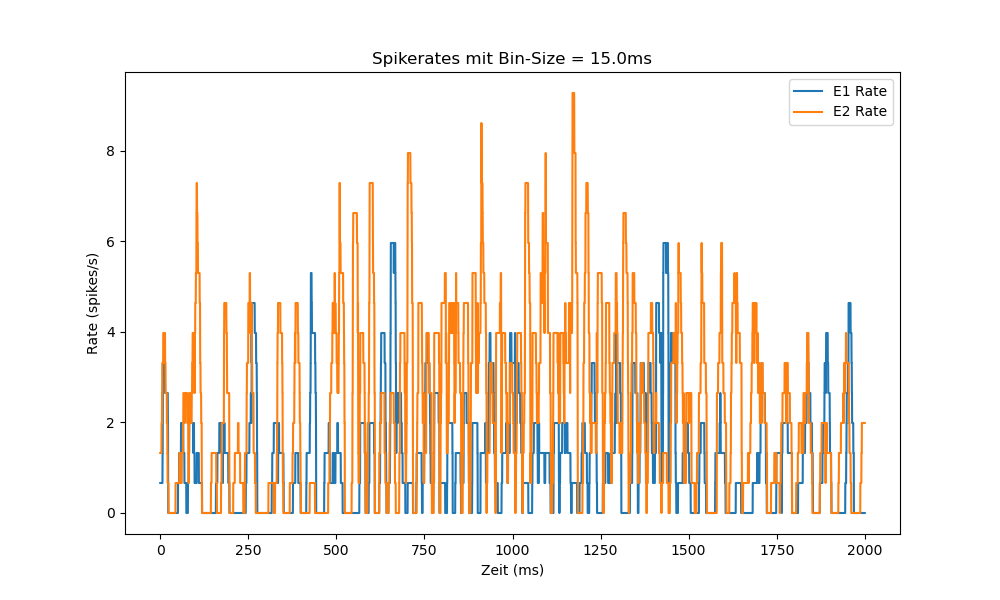 Spikerates mit Bin-Size = 15.0ms
E1 Rate
E2 Rate
8
6
4
2
0
Rate (spikes/s)
0 250 500 750 1000 1250 1500 1750 2000
Zeit (ms)